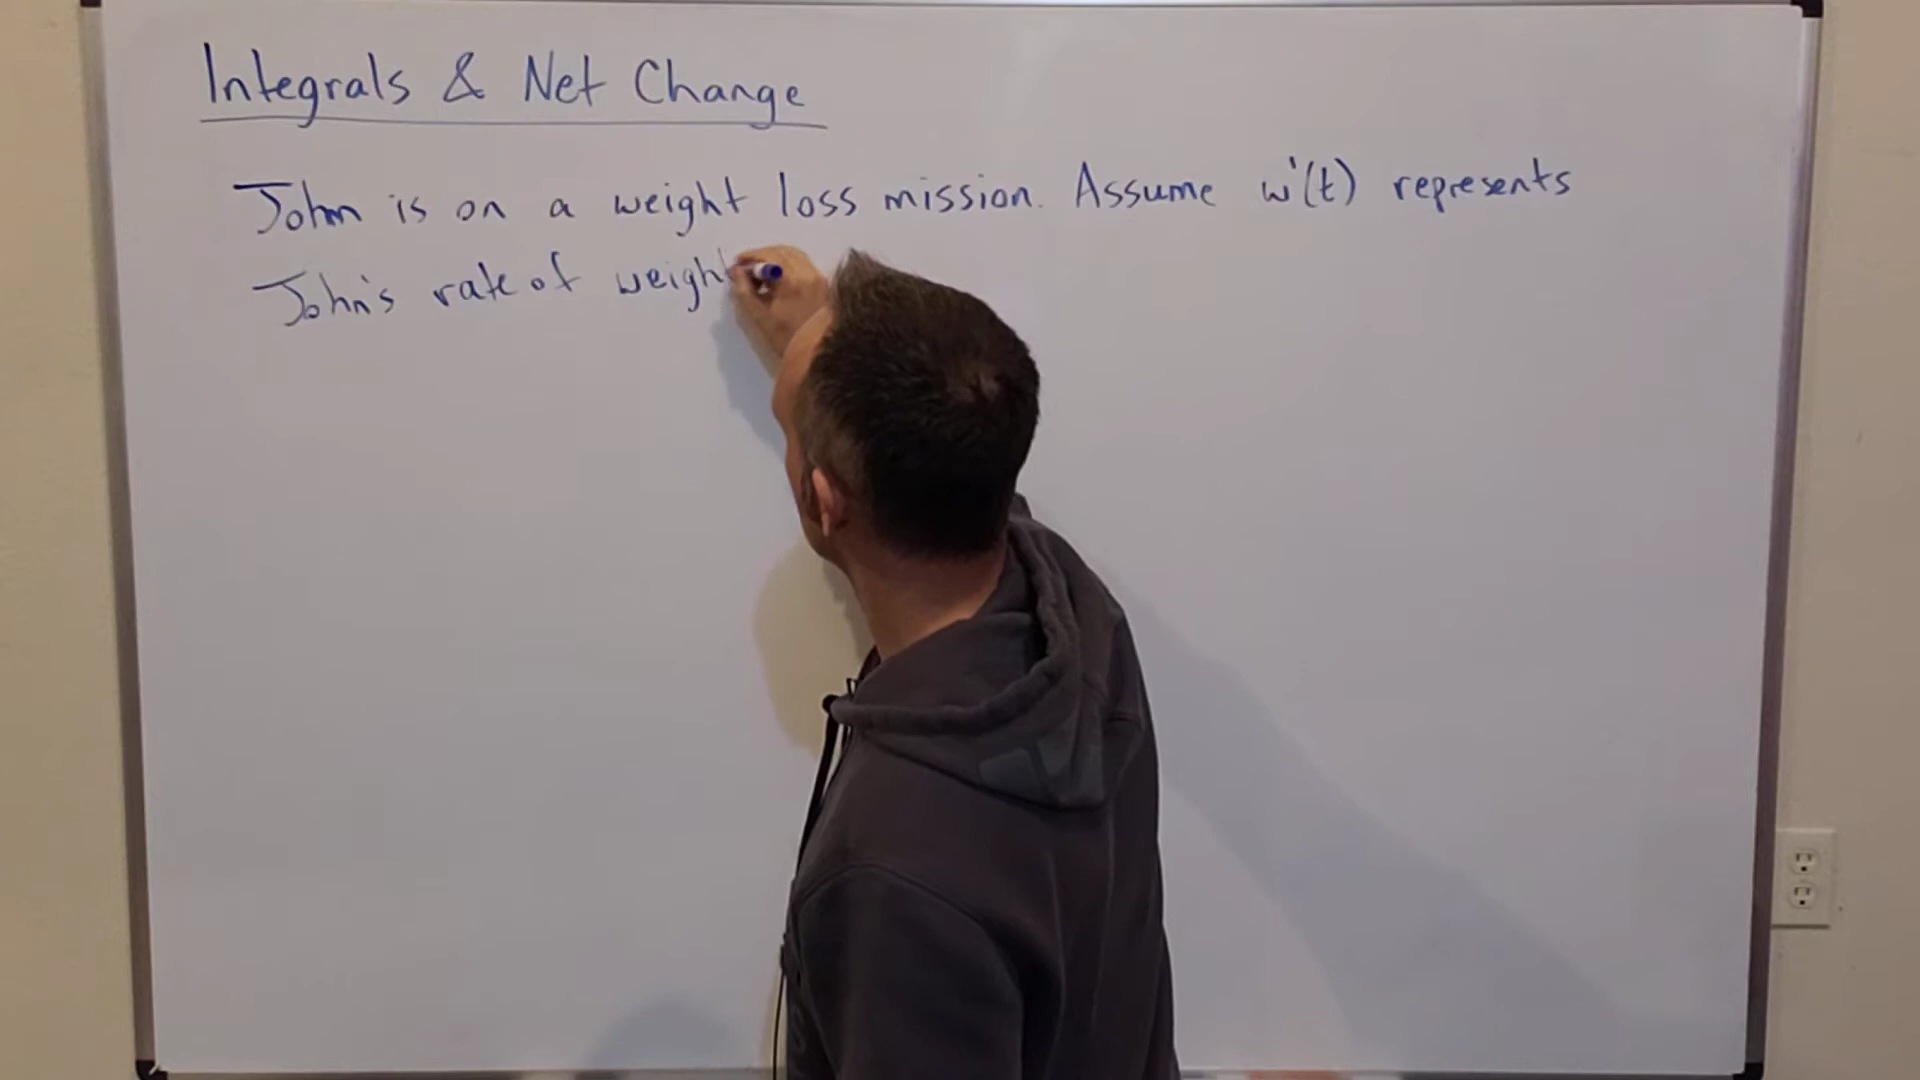 Integrals & Net Change
John is on a weight loss mission. Assume w'(t) represents
John's rate of weight